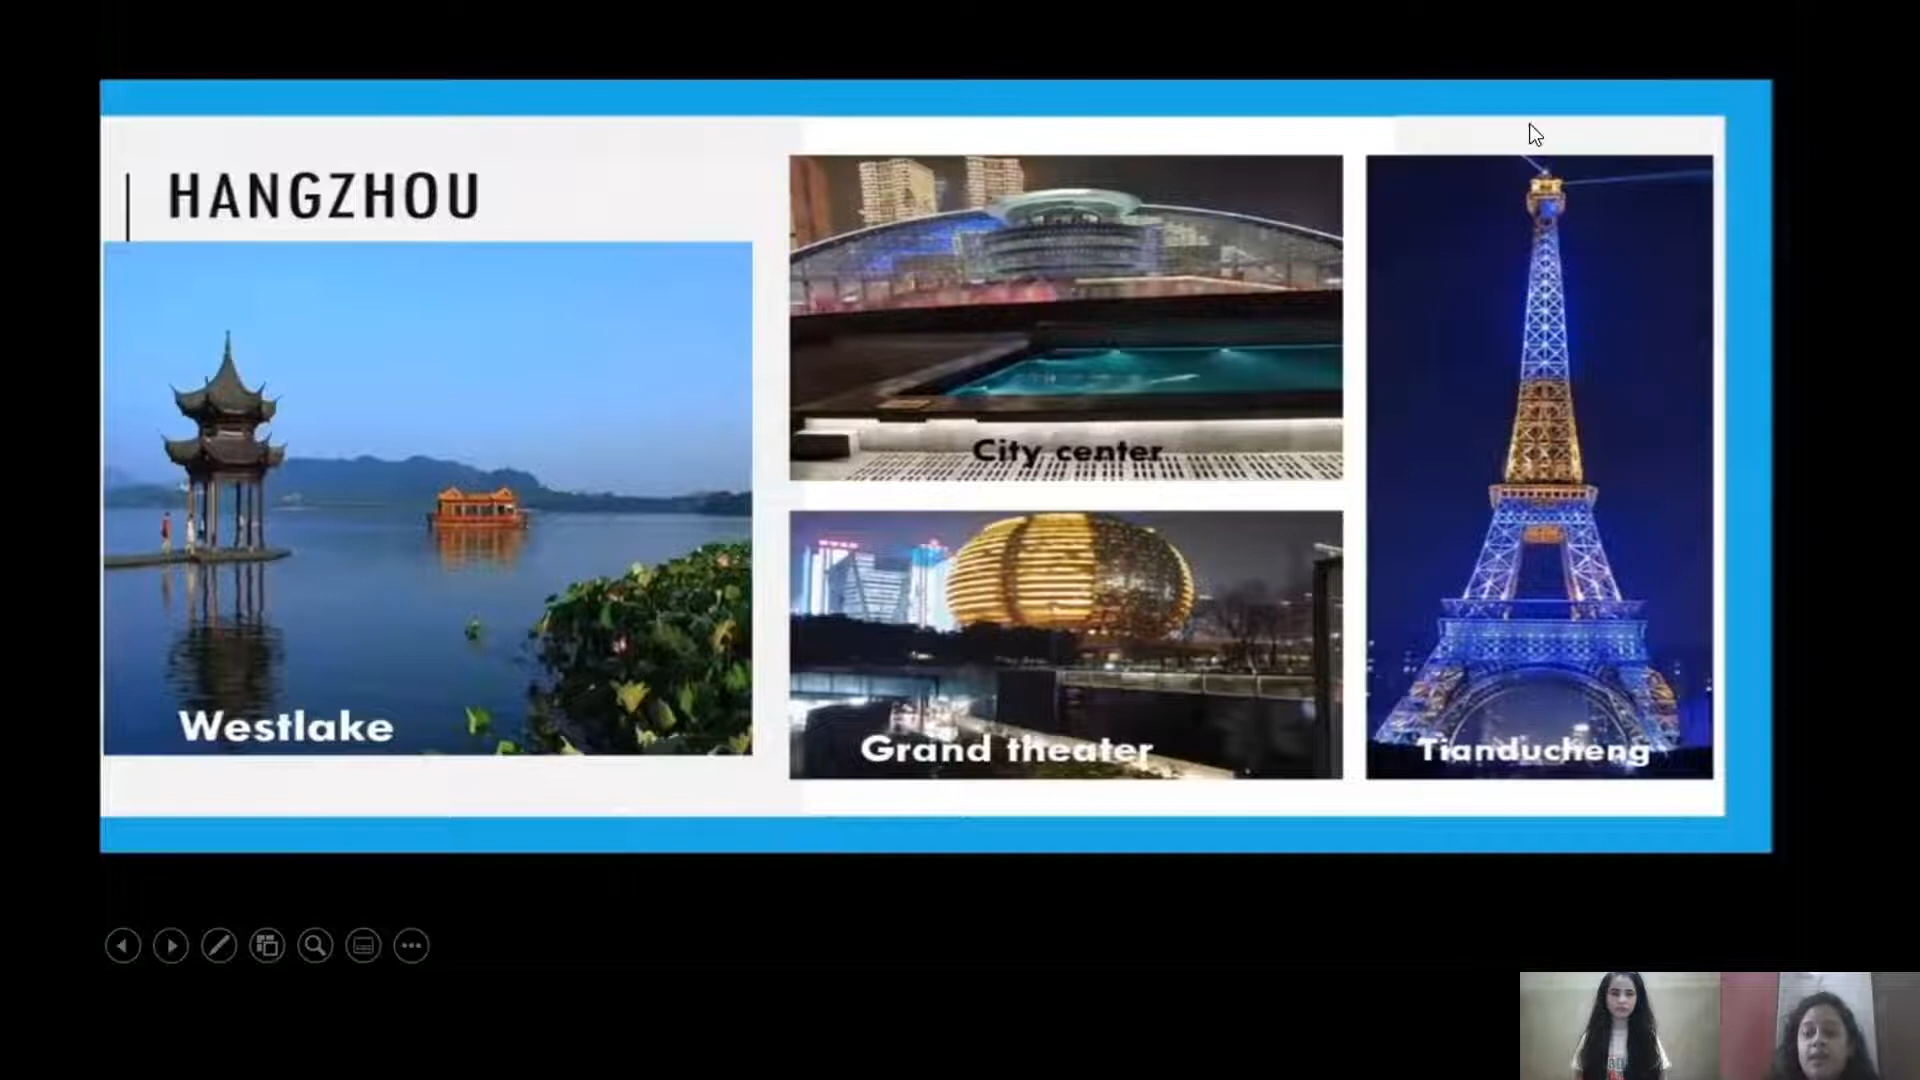 HANGZHOU
Westlake
City center
Grand theater
Tianducheng